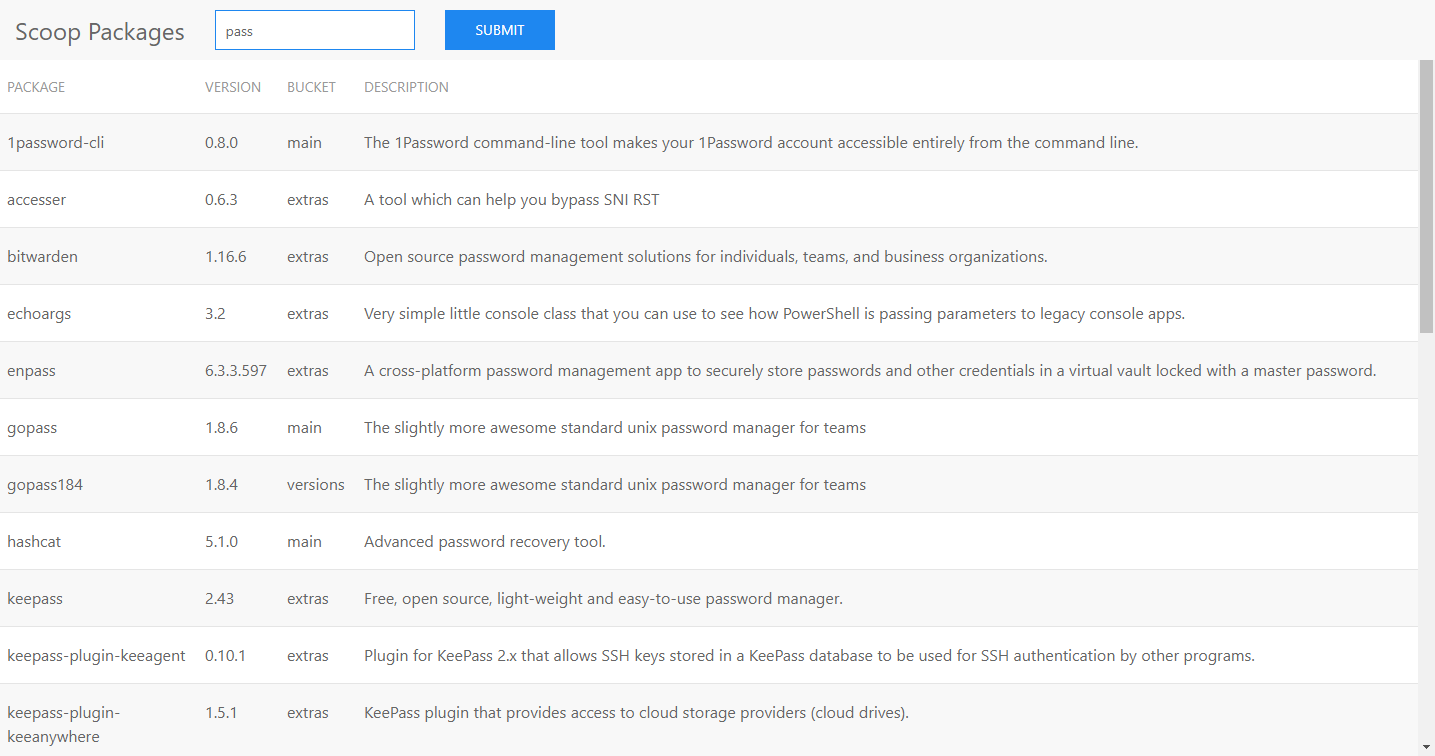 Scoop Packages pass SUBMIT
PACKAGE VERSION BUCKET DESCRIPTION
1password-cli 0.8.0 main The 1Password command-line tool makes your 1Password account accessible entirely from the command line.
accesser 0.6.3 extras A tool which can help you bypass SNI RST
bitwarden 1.16.6 extras Open source password management solutions for individuals, teams, and business organizations.
echoargs 3.2 extras Very simple little console class that you can use to see how PowerShell is passing parameters to legacy console apps.
enpass 6.3.3.597 extras A cross-platform password management app to securely store passwords and other credentials in a virtual vault locked with a master password.
gopass 1.8.6 main The slightly more awesome standard unix password manager for teams
gopass184 1.8.4 versions The slightly more awesome standard unix password manager for teams
hashcat 5.1.0 main Advanced password recovery tool.
keepass 2.43 extras Free, open source, light-weight and easy-to-use password manager.
keepass-plugin-keeagent 0.10.1 extras Plugin for KeePass 2.x that allows SSH keys stored in a KeePass database to be used for SSH authentication by other programs.
keepass-plugin- 1.5.1 extras KeePass plugin that provides access to cloud storage providers (cloud drives).
keeanywhere